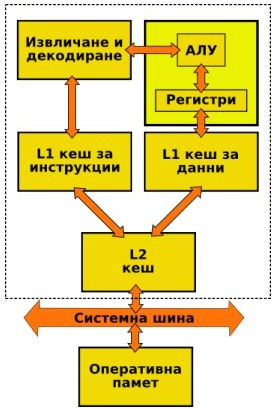 Извличане и
декодиране
АЛУ
Регистри
L1 кеш за
инструкции
L1 кеш за
данни
L2
кеш
Системна шина
Оперативна
памет